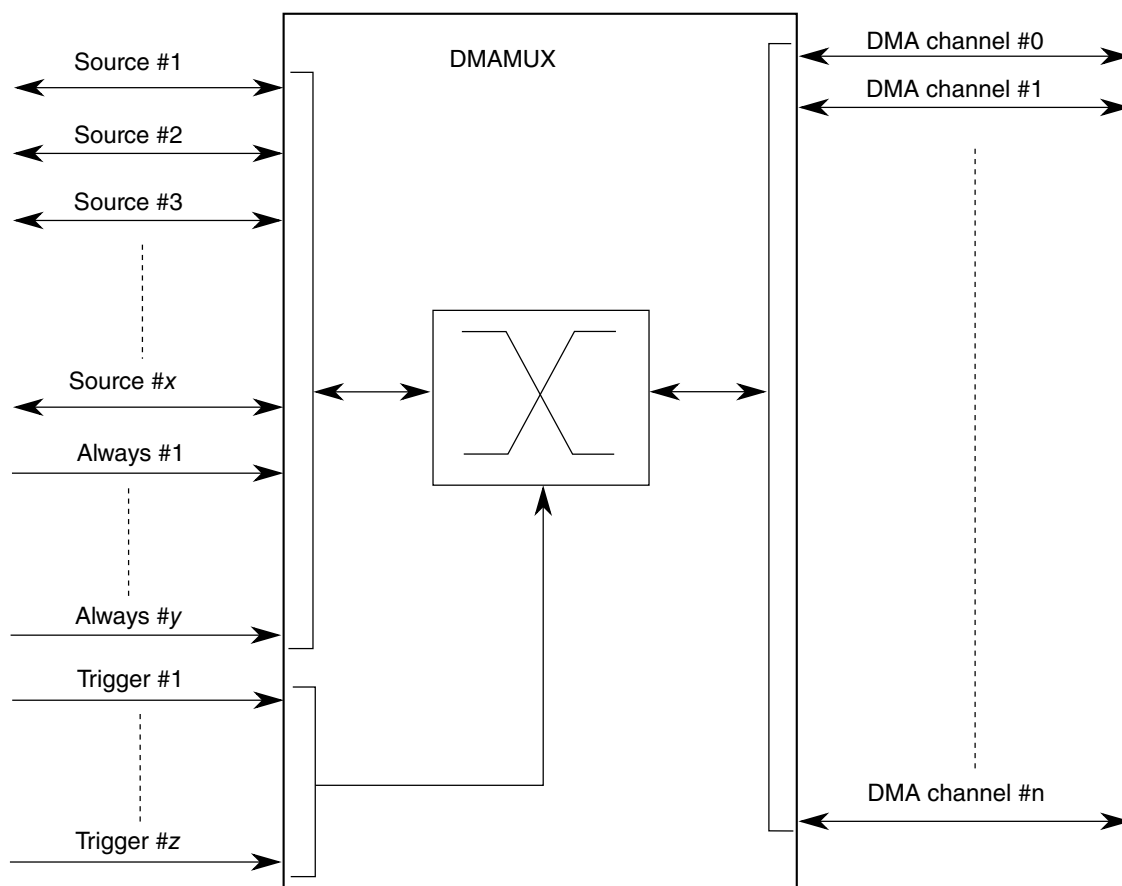 DMAMUX
Source #1
Source #2
Source #3
Source #x
Always #1
Always #y
Trigger #1
Trigger #z
DMA channel #0
DMA channel #1
DMA channel #n